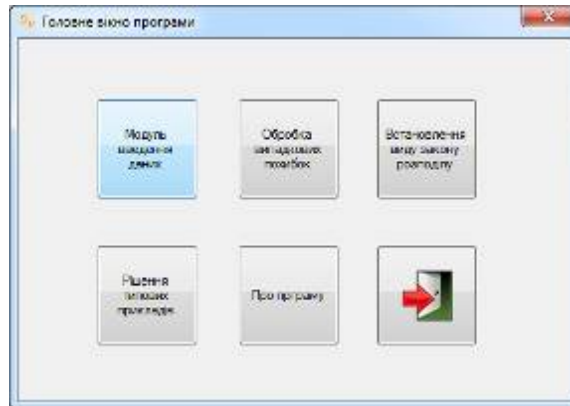 Головне вікно програми
Модуль
введення
даних
Обробка
випадкових
похибок
Встановлення
виду закону
розподілу
Рішення
типових
прикладів
Про програму